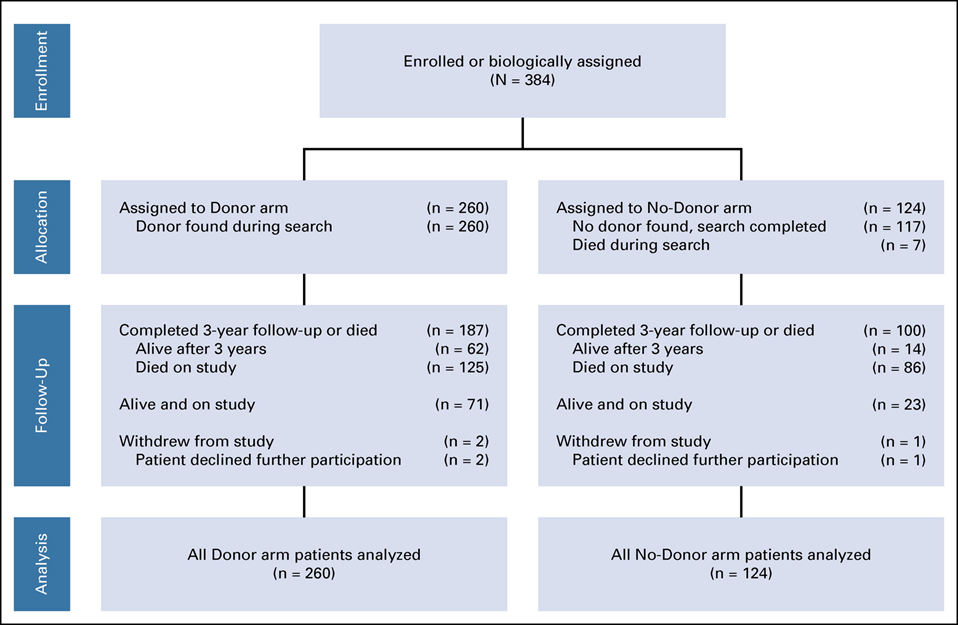 Enrollment
Enrolled or biologically assigned
(N = 384)
Allocation
Assigned to Donor arm (n = 260)
Donor found during search (n = 260)
Assigned to No-Donor arm (n = 124)
No donor found, search completed (n = 117)
Died during search (n = 7)
Follow-Up
Completed 3-year follow-up or died (n = 187)
Alive after 3 years (n = 62)
Died on study (n = 125)
Alive and on study (n = 71)
Withdrew from study (n = 2)
Patient declined further participation (n = 2)
Completed 3-year follow-up or died (n = 100)
Alive after 3 years (n = 14)
Died on study (n = 86)
Alive and on study (n = 23)
Withdrew from study (n = 1)
Patient declined further participation (n = 1)
Analysis
All Donor arm patients analyzed
(n = 260)
All No-Donor arm patients analyzed
(n = 124)